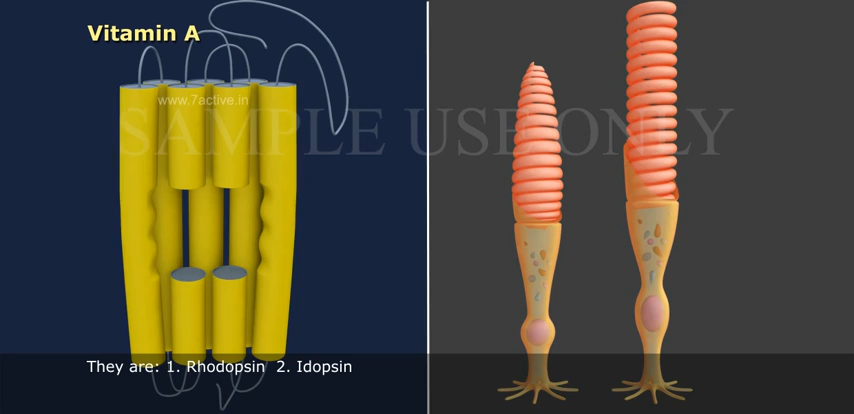 Vitamin A
www.7active.in
SAMPLE USE ONLY
They are: 1. Rhodopsin 2. Idopsin